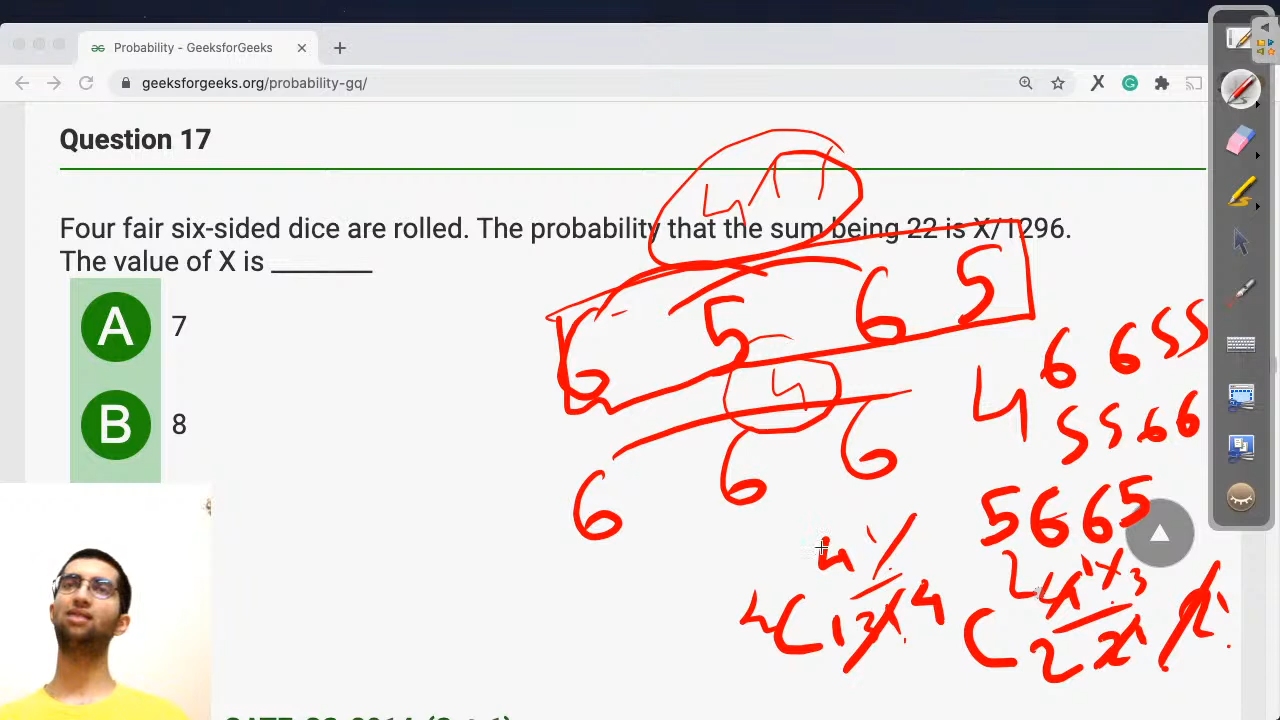 Probability - GeeksforGeeks
geeksforgeeks.org/probability-gq/
Question 17
Four fair six-sided dice are rolled. The probability that the sum being 22 is X/1296.
The value of X is ________
A 7
B 8
4
6 5 6 5
4
6 6 6
6 6 5 5
4
5 5 6 6
5 6 6 5